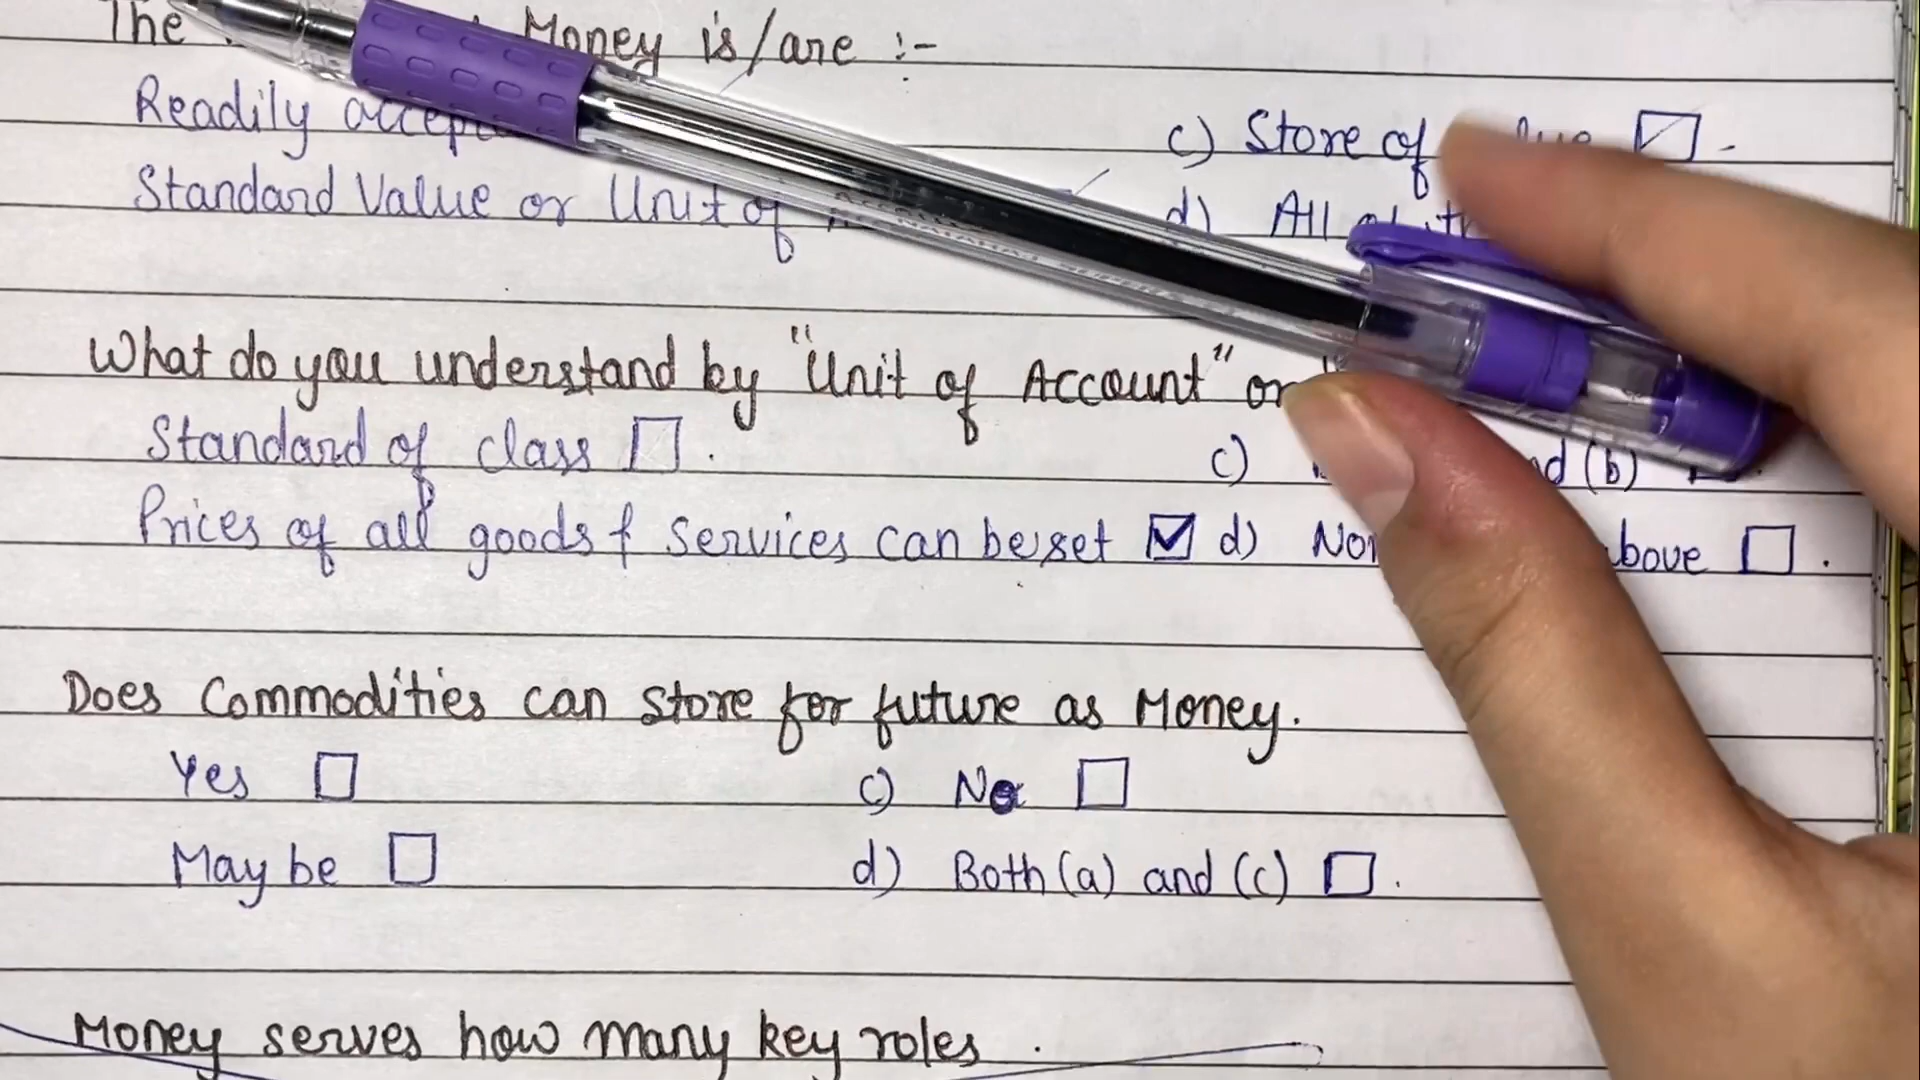 The Money is/are :-
Readily c) Store of
Standard Value or Unit of d) All
What do you understand by "Unit of Account" or "
Standard of class . c) (b)
Prices of all goods & Services can be set d) above .
Does Commodities can store for future as Money.
Yes c) No
May be d) Both (a) and (c) .
Money serves how many key roles .